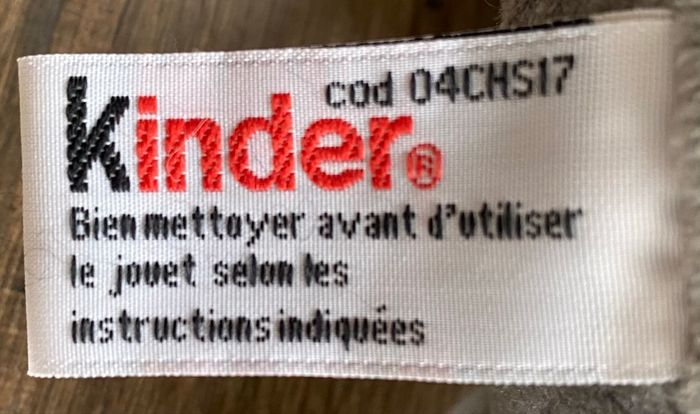 cod 04CHS17
Kinder®
Bien mettoyer avant d'utiliser
le jouet selon les
instructions indiquées